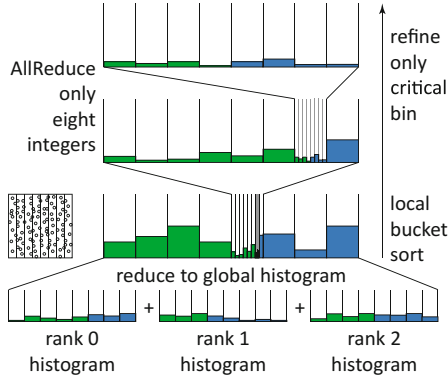 AllReduce
only
eight
integers
refine
only
critical
bin
local
bucket
sort
reduce to global histogram
+ +
rank 0 rank 1 rank 2
histogram histogram histogram